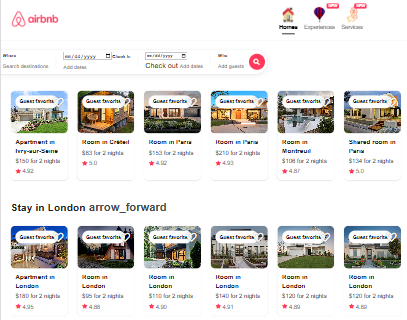 airbnb
NEW NEW
Homes Experiences Services
Where mm/dd/yyyy Check in mm/dd/yyyy Who
Search destinations Add dates Check out Add dates Add guests
Guest favorite Guest favorite Guest favorite Guest favorite Guest favorite Guest favorite
Apartment in Room in Créteil Room in Paris Room in Paris Room in Shared room in
Ivry-sur-Seine $83 for 2 nights $153 for 2 nights $210 for 2 nights Montreuil Paris
$150 for 2 nights 5.0 4.92 4.93 $106 for 2 nights $134 for 2 nights
4.92 4.87 5.0
Stay in London arrow_forward
Guest favorite Guest favorite Guest favorite Guest favorite Guest favorite Guest favorite
Apartment in Room in Room in Room in Room in Room in
London London London London London London
$180 for 2 nights $95 for 2 nights $110 for 2 nights $140 for 2 nights $120 for 2 nights $120 for 2 nights
4.95 4.88 4.90 4.91 4.89 4.89